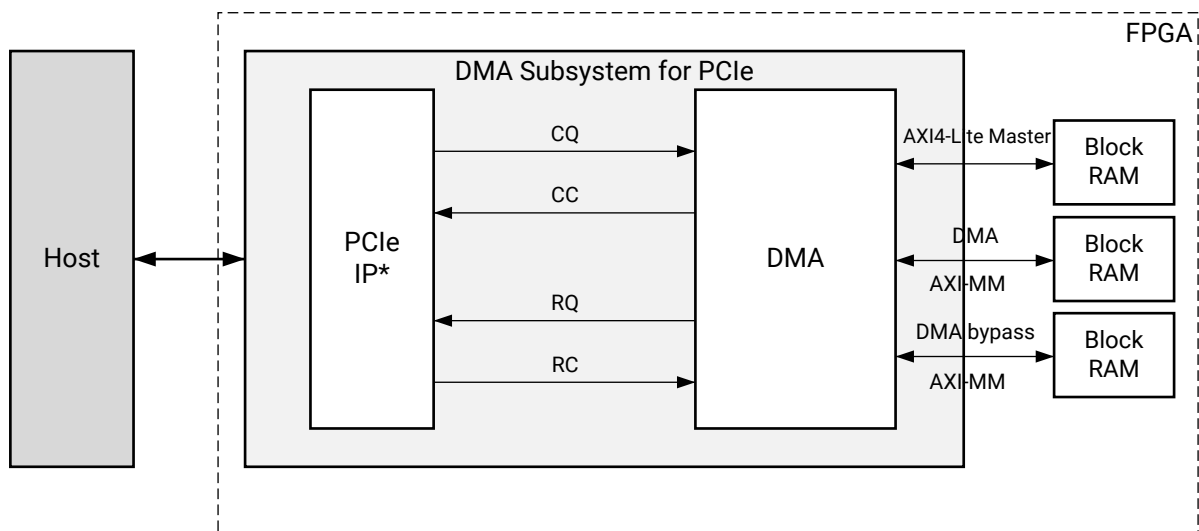 FPGA
DMA Subsystem for PCIe
Host
PCIe
IP*
CQ
CC
RQ
RC
DMA
AXI4-Lite Master
Block
RAM
DMA
AXI-MM
Block
RAM
DMA bypass
AXI-MM
Block
RAM